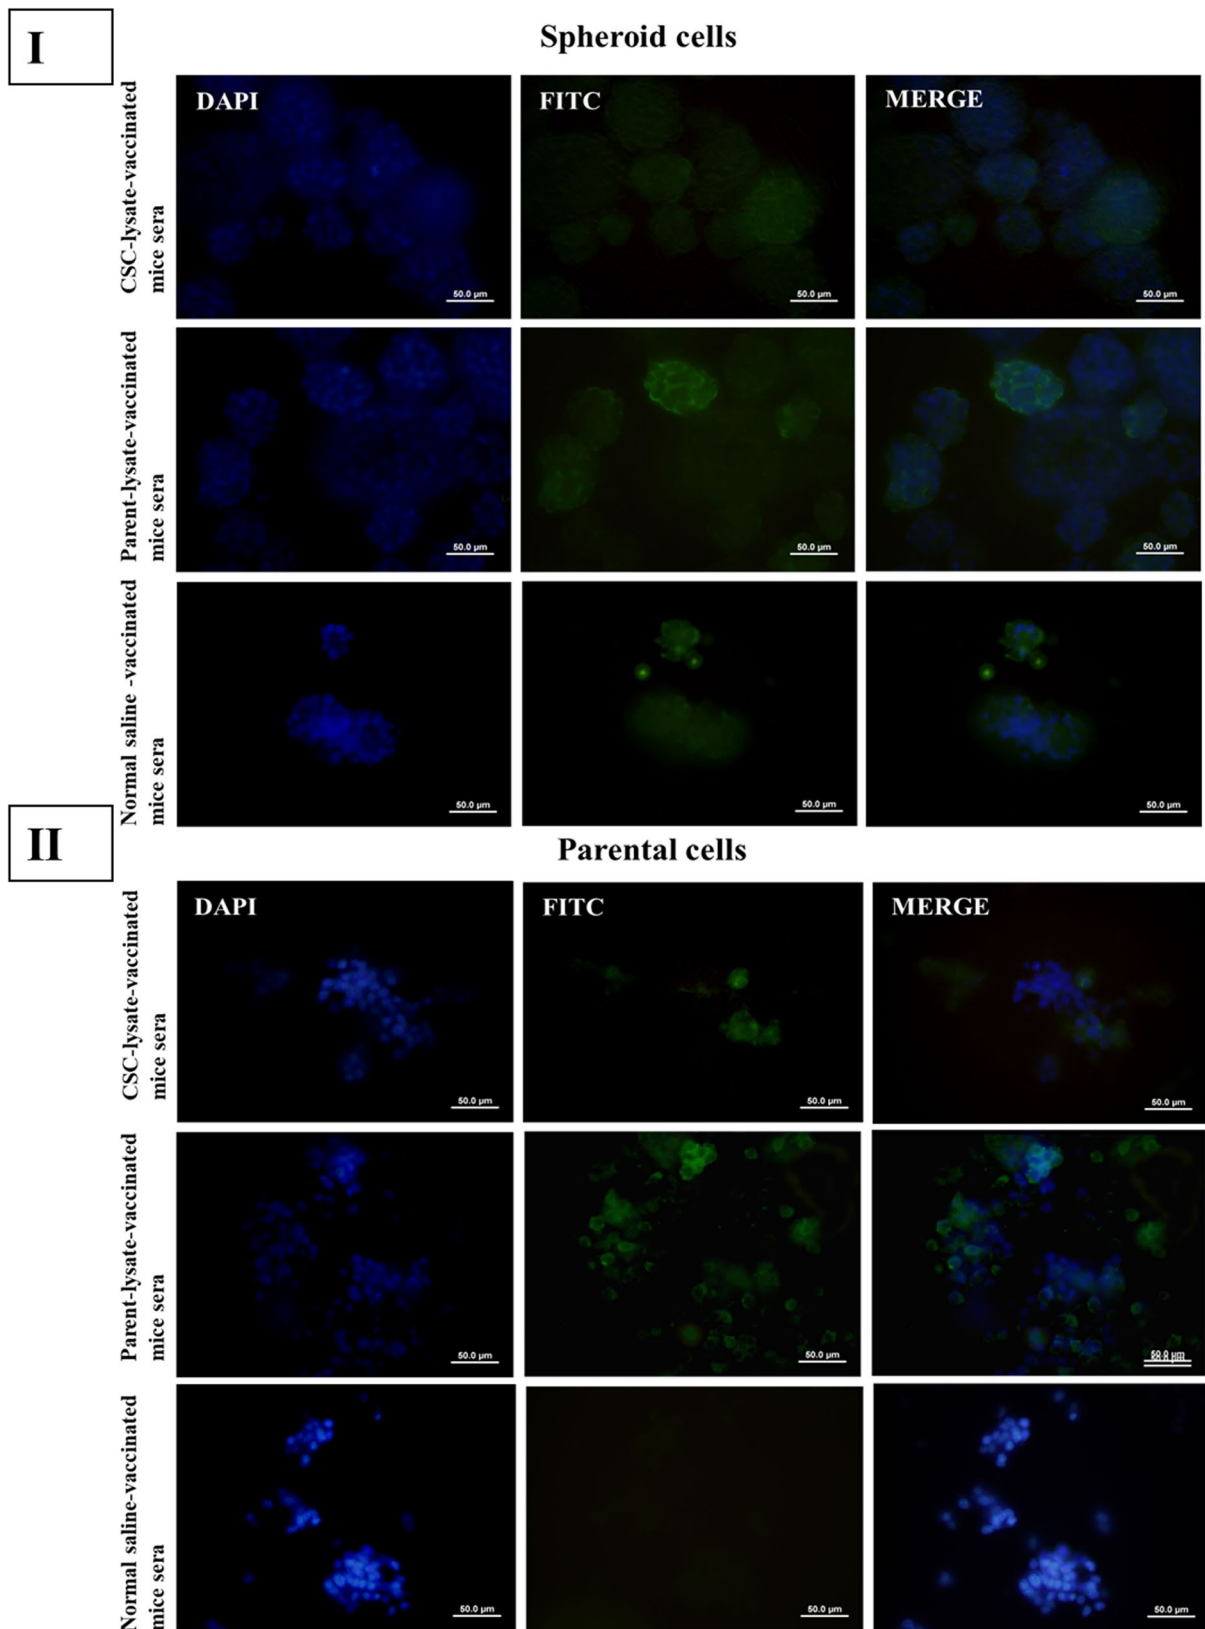 I
Spheroid cells
CSC-lysate-vaccinated
mice sera
DAPI
FITC
MERGE
50.0 µm
50.0 µm
50.0 µm
Parent-lysate-vaccinated
mice sera
50.0 µm
50.0 µm
50.0 µm
Normal saline -vaccinated
mice sera
50.0 µm
50.0 µm
50.0 µm
II
Parental cells
CSC-lysate-vaccinated
mice sera
DAPI
FITC
MERGE
50.0 µm
50.0 µm
50.0 µm
Parent-lysate-vaccinated
mice sera
50.0 µm
50.0 µm
Normal saline-vaccinated
mice sera
50.0 µm
50.0 µm
50.0 µm